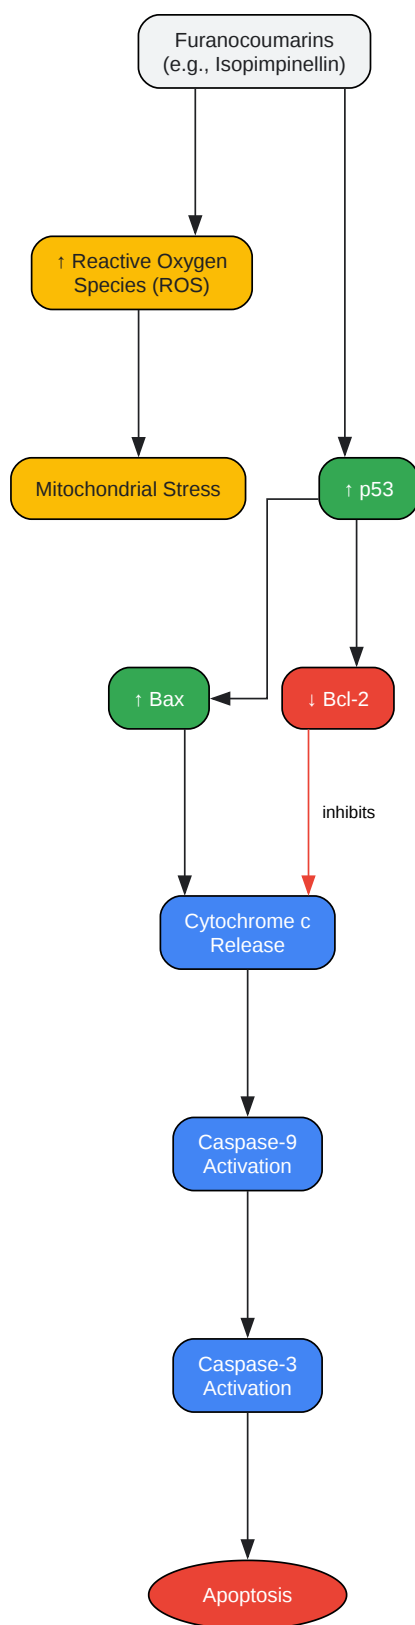 Furanocoumarins
(e.g., Isopimpinellin)
↑ Reactive Oxygen
Species (ROS)
Mitochondrial Stress
↑ p53
↑ Bax
↓ Bcl-2
inhibits
Cytochrome c
Release
Caspase-9
Activation
Caspase-3
Activation
Apoptosis